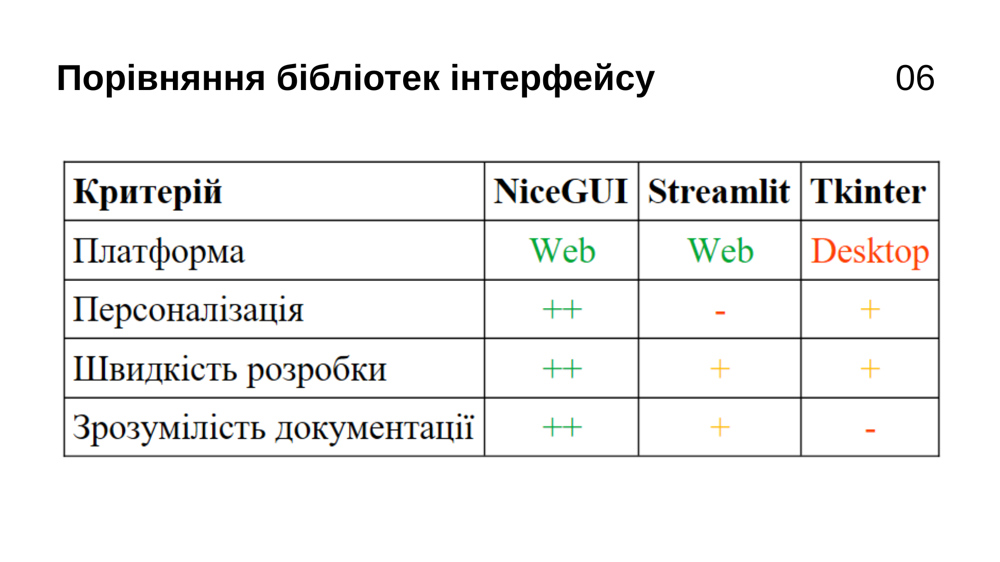 Порівняння бібліотек інтерфейсу 06
Критерій NiceGUI Streamlit Tkinter
Платформа Web Web Desktop
Персоналізація ++ - +
Швидкість розробки ++ + +
Зрозумілість документації ++ + -